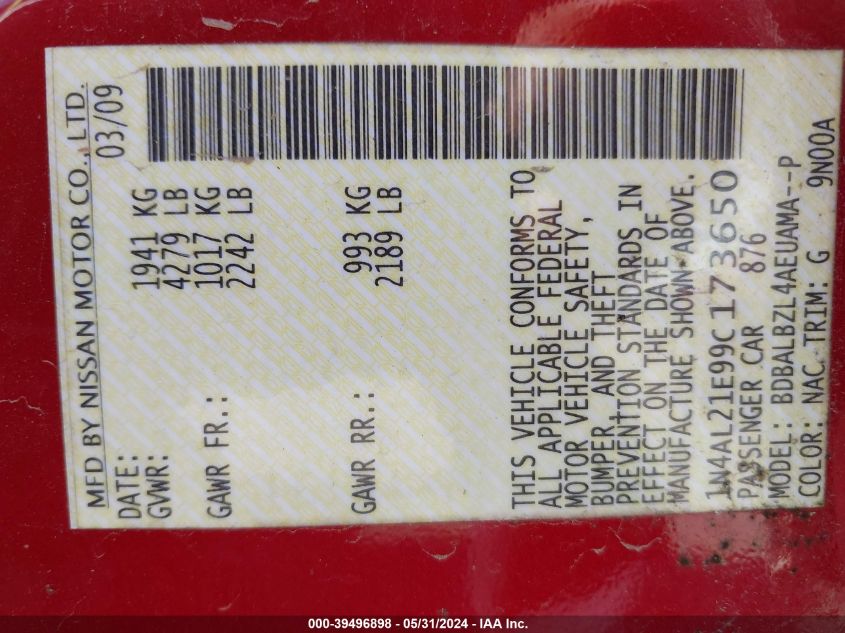 MFD BY NISSAN MOTOR CO., LTD.
DATE: 03/09
GVWR: 1941 KG
4279 LB
GAWR FR.: 1017 KG
2242 LB
GAWR RR.: 993 KG
2189 LB
THIS VEHICLE CONFORMS TO
ALL APPLICABLE FEDERAL
MOTOR VEHICLE SAFETY,
BUMPER, AND THEFT
PREVENTION STANDARDS IN
EFFECT ON THE DATE OF
MANUFACTURE SHOWN ABOVE.
1N4AL21E99C173650
PASSENGER CAR 876
MODEL: BDBALBZL4AEUAMA--P
COLOR: NAC TRIM: G 9N00A
000-39496898 - 05/31/2024 - IAA Inc.